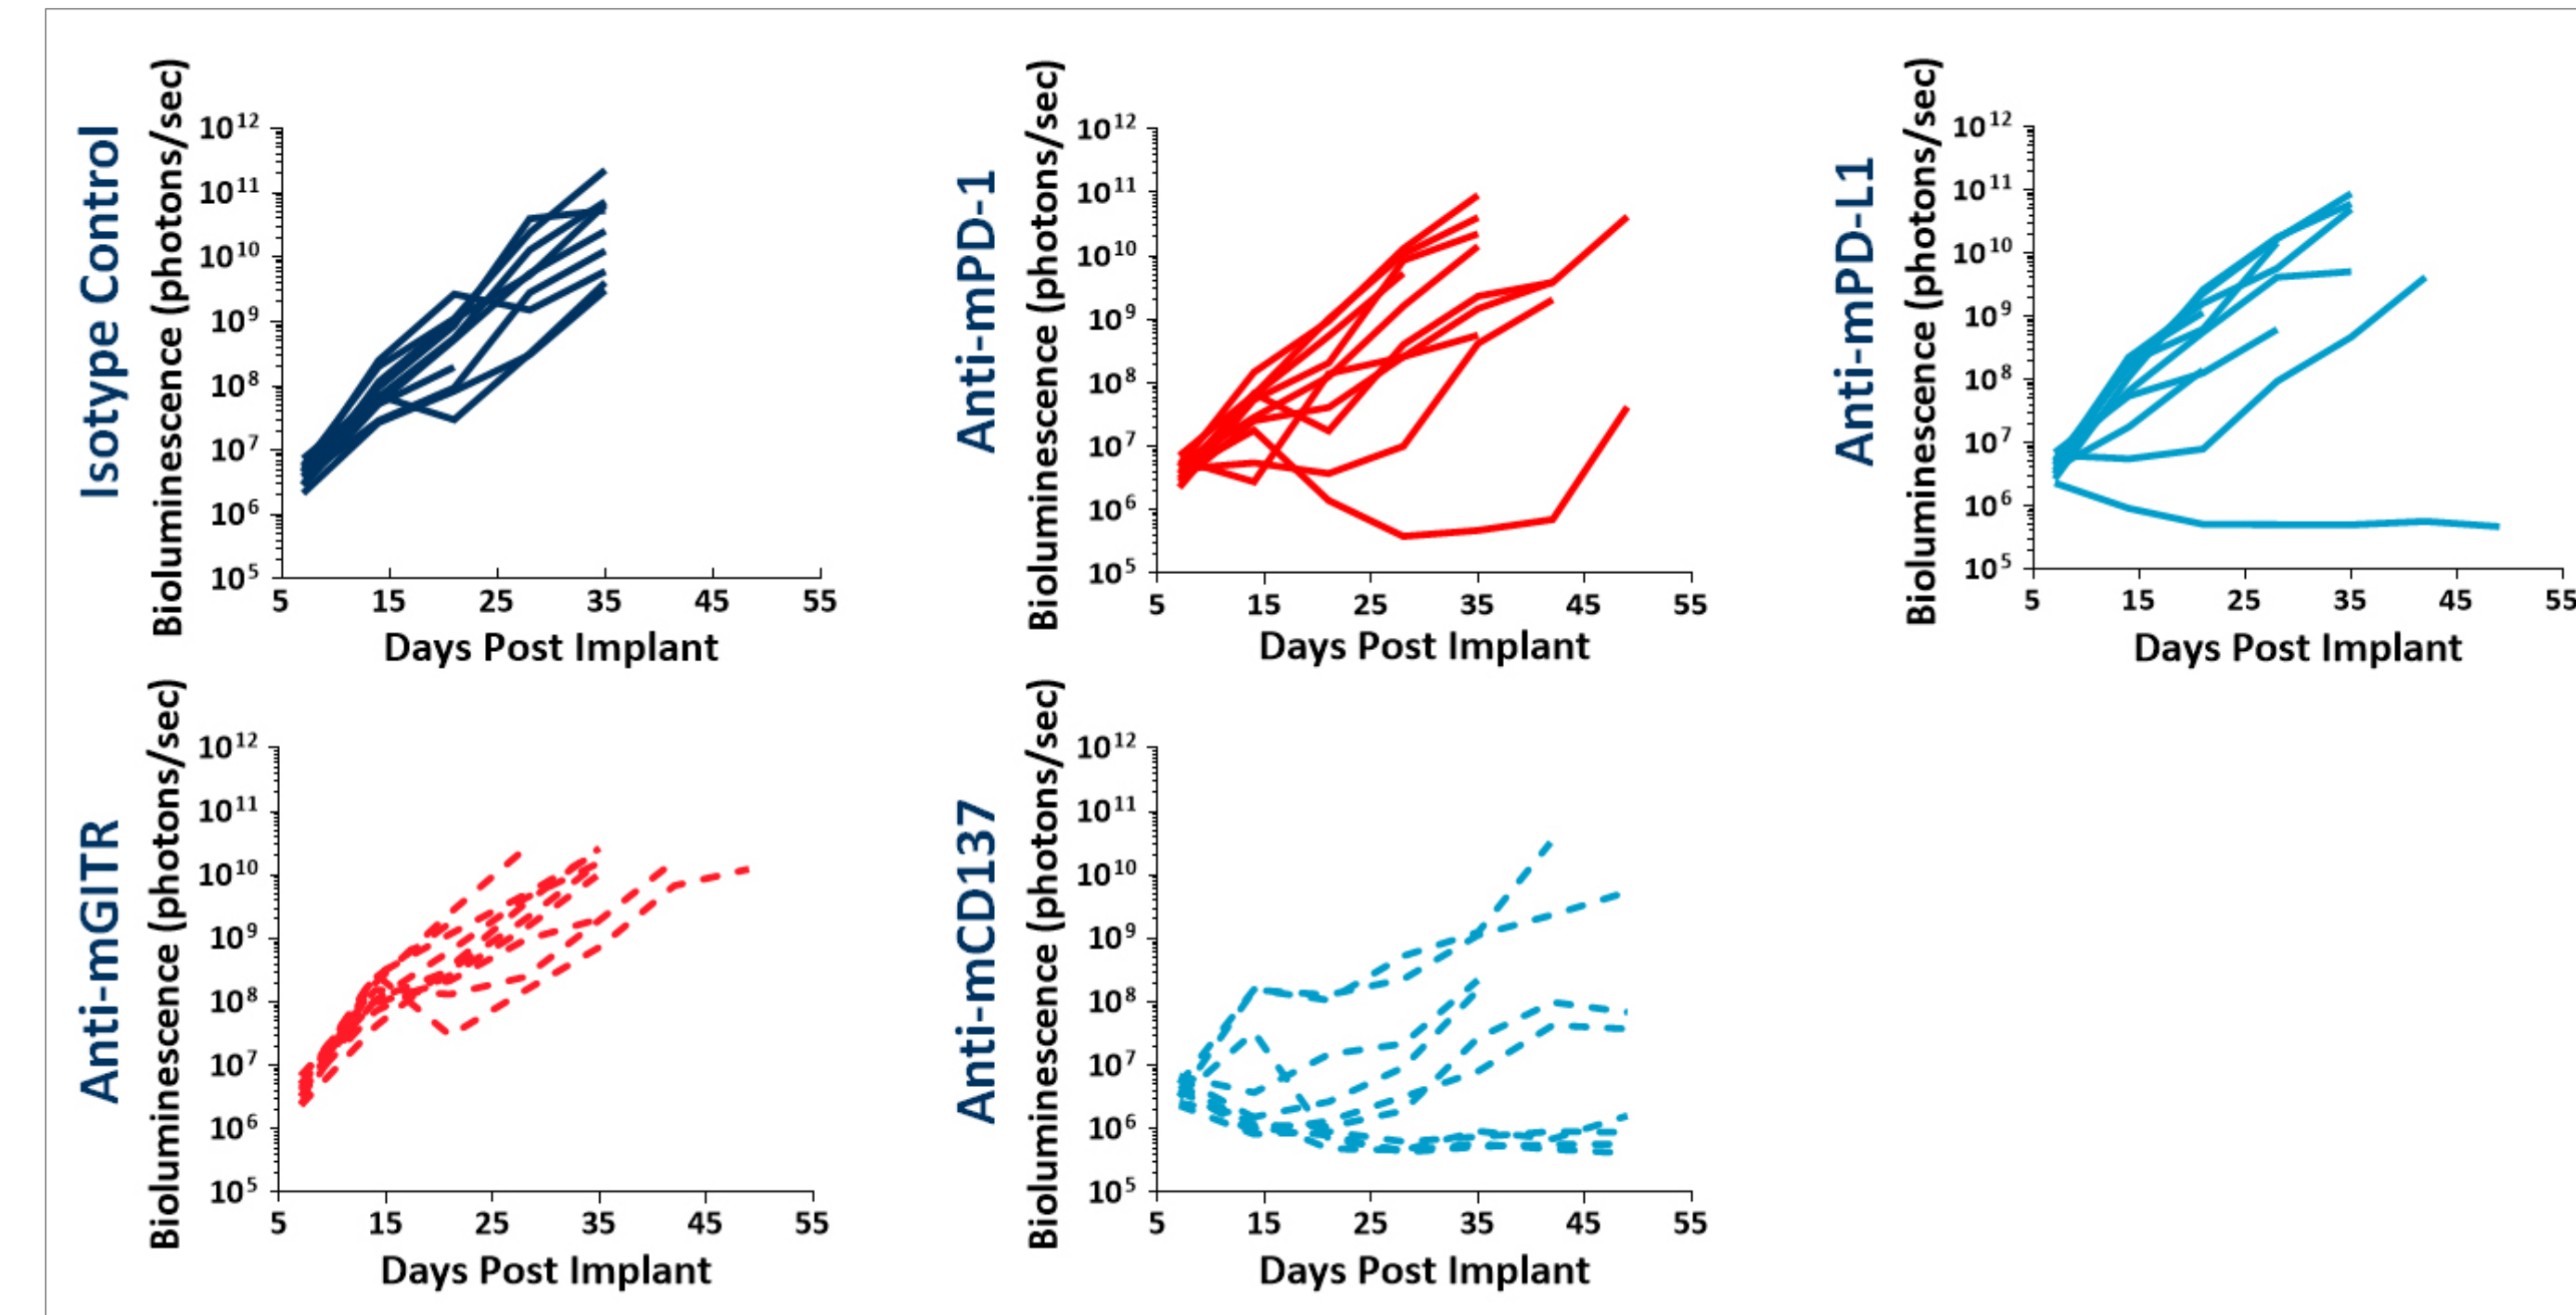 Isotype Control
Bioluminescence (photons/sec)
10¹²
10¹¹
10¹⁰
10⁹
10⁸
10⁷
10⁶
10⁵
5 15 25 35 45 55
Days Post Implant
Anti-mPD-1
Bioluminescence (photons/sec)
10¹²
10¹¹
10¹⁰
10⁹
10⁸
10⁷
10⁶
10⁵
5 15 25 35 45 55
Days Post Implant
Anti-mPD-L1
Bioluminescence (photons/sec)
10¹²
10¹¹
10¹⁰
10⁹
10⁸
10⁷
10⁶
10⁵
5 15 25 35 45 55
Days Post Implant
Anti-mGITR
Bioluminescence (photons/sec)
10¹²
10¹¹
10¹⁰
10⁹
10⁸
10⁷
10⁶
10⁵
5 15 25 35 45 55
Days Post Implant
Anti-mCD137
Bioluminescence (photons/sec)
10¹²
10¹¹
10¹⁰
10⁹
10⁸
10⁷
10⁶
10⁵
5 15 25 35 45 55
Days Post Implant